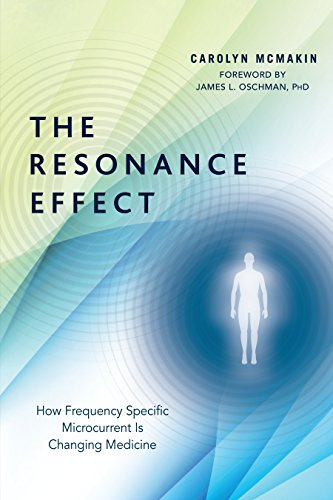 CAROLYN MCMAKIN
FOREWORD BY
JAMES L. OSCHMAN, PHD
THE
RESONANCE
EFFECT
How Frequency Specific
Microcurrent Is
Changing Medicine